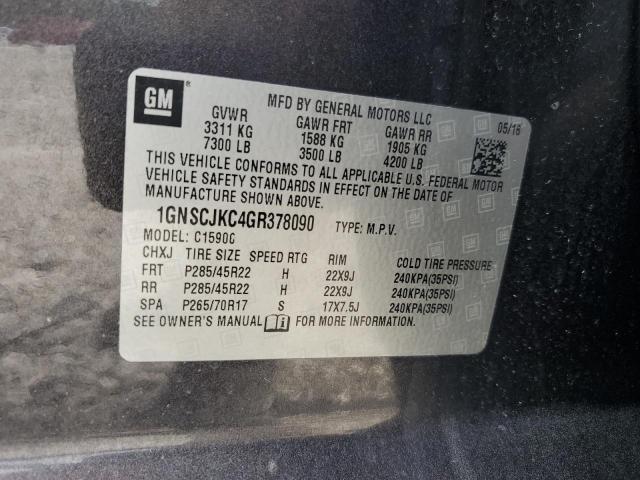 GM
MFD BY GENERAL MOTORS LLC
05/16
GVWR GAWR FRT GAWR RR
3311 KG 1588 KG 1905 KG
7300 LB 3500 LB 4200 LB
THIS VEHICLE CONFORMS TO ALL APPLICABLE U.S. FEDERAL MOTOR
VEHICLE SAFETY STANDARDS IN EFFECT ON THE DATE OF
MANUFACTURE SHOWN ABOVE.
1GNSCJKC4GR378090 TYPE: M.P.V.
MODEL: C15906
CHXJ TIRE SIZE SPEED RTG RIM COLD TIRE PRESSURE
FRT P285/45R22 H 22X9J 240KPA(35PSI)
RR P285/45R22 H 22X9J 240KPA(35PSI)
SPA P265/70R17 S 17X7.5J 240KPA(35PSI)
SEE OWNER'S MANUAL FOR MORE INFORMATION.